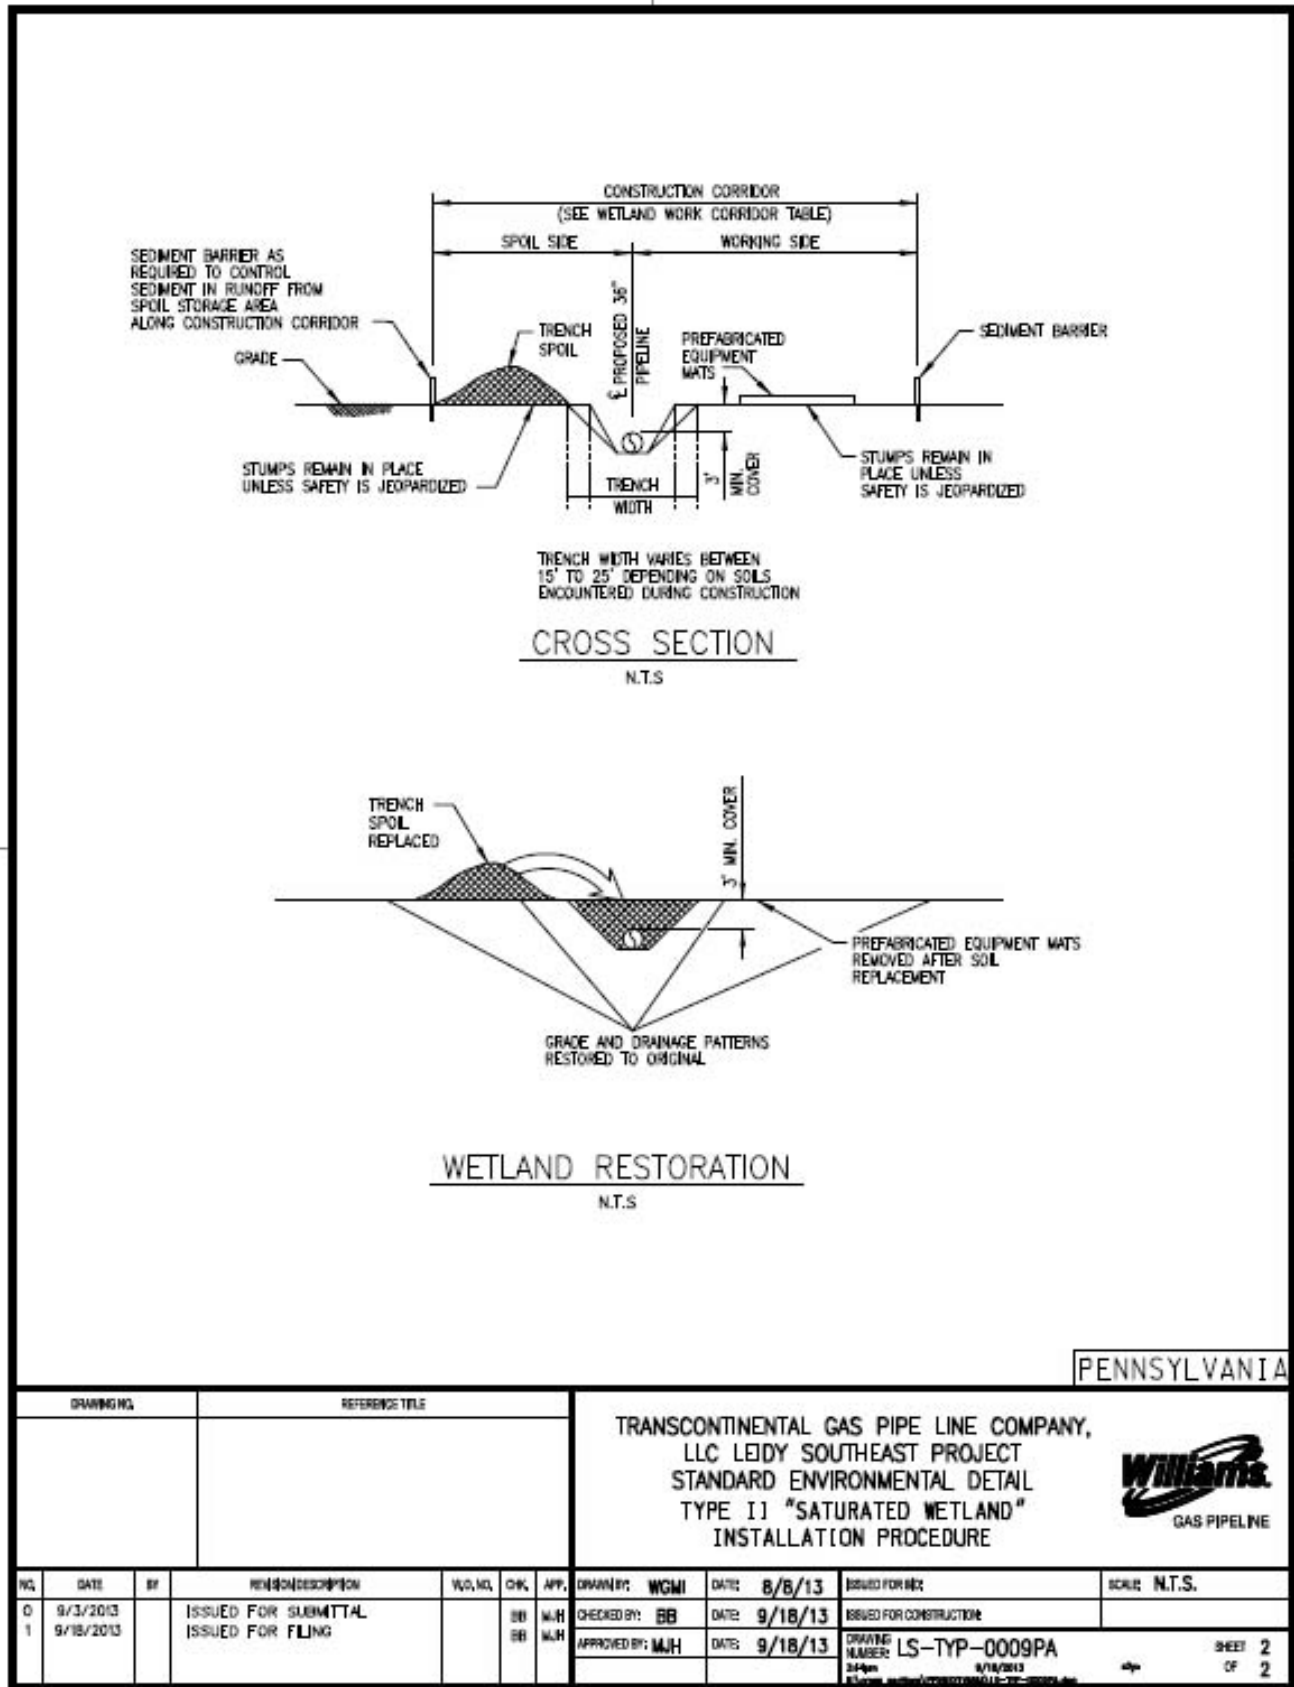 CONSTRUCTION CORRIDOR
(SEE WETLAND WORK CORRIDOR TABLE)
SPOIL SIDE
WORKING SIDE
SEDIMENT BARRIER AS
REQUIRED TO CONTROL
SEDIMENT IN RUNOFF FROM
SPOIL STORAGE AREA
ALONG CONSTRUCTION CORRIDOR
GRADE
TRENCH
SPOIL
℄ PROPOSED 36"
PIPELINE
PREFABRICATED
EQUIPMENT
MATS
SEDIMENT BARRIER
STUMPS REMAIN IN PLACE
UNLESS SAFETY IS JEOPARDIZED
TRENCH
WIDTH
3'
MIN.
COVER
STUMPS REMAIN IN
PLACE UNLESS
SAFETY IS JEOPARDIZED
TRENCH WIDTH VARIES BETWEEN
15' TO 25' DEPENDING ON SOILS
ENCOUNTERED DURING CONSTRUCTION
CROSS SECTION
N.T.S
TRENCH
SPOIL
REPLACED
3' MIN. COVER
PREFABRICATED EQUIPMENT MATS
REMOVED AFTER SOIL
REPLACEMENT
GRADE AND DRAINAGE PATTERNS
RESTORED TO ORIGINAL
WETLAND RESTORATION
N.T.S
PENNSYLVANIA
DRAWING NO. REFERENCE TITLE
TRANSCONTINENTAL GAS PIPE LINE COMPANY,
LLC LEIDY SOUTHEAST PROJECT
STANDARD ENVIRONMENTAL DETAIL
TYPE II "SATURATED WETLAND"
INSTALLATION PROCEDURE
Williams.
GAS PIPELINE
NO. DATE BY REVISION DESCRIPTION W.O. NO. CHK. APP.
0 9/3/2013 ISSUED FOR SUBMITTAL BB MJH
1 9/18/2013 ISSUED FOR FILING BB MJH
DRAWN BY: WGMI DATE: 8/8/13 ISSUED FOR BID: SCALE: N.T.S.
CHECKED BY: BB DATE: 9/18/13 ISSUED FOR CONSTRUCTION:
APPROVED BY: MJH DATE: 9/18/13 DRAWING NUMBER: LS-TYP-0009PA SHEET 2 OF 2
9/18/2013